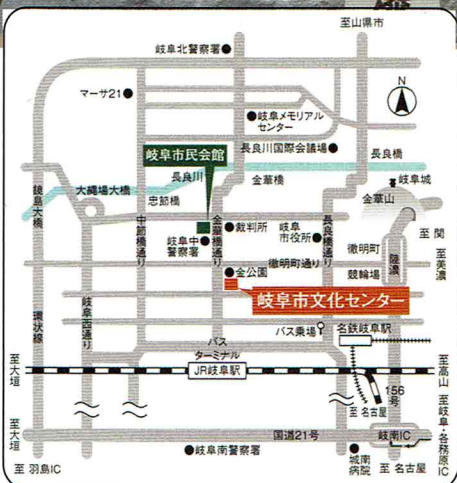 至山県市
岐阜北警察署
マーサ21
岐阜メモリアル
センター
N
岐阜市民会館
長良川国際会議場
長良橋
長良川
金華橋
岐阜城
金華山
大縄場大橋
忠節橋
鏡島大橋
裁判所
岐阜
市役所
岐阜中
警察署
中節橋通り
金華橋通り
長良橋通り
徹明町
徹明町通り
競輪場
陸濃
至関
至美濃
金公園
岐阜市文化センター
環状線
岐阜西通り
バス乗場
名鉄岐阜駅
バス
ターミナル
JR岐阜駅
至大垣
至高山
156
号
至名古屋
至岐阜・各務原IC
至大垣
国道21号
岐南IC
岐阜南警察署
城南
病院
至羽島IC
至名古屋